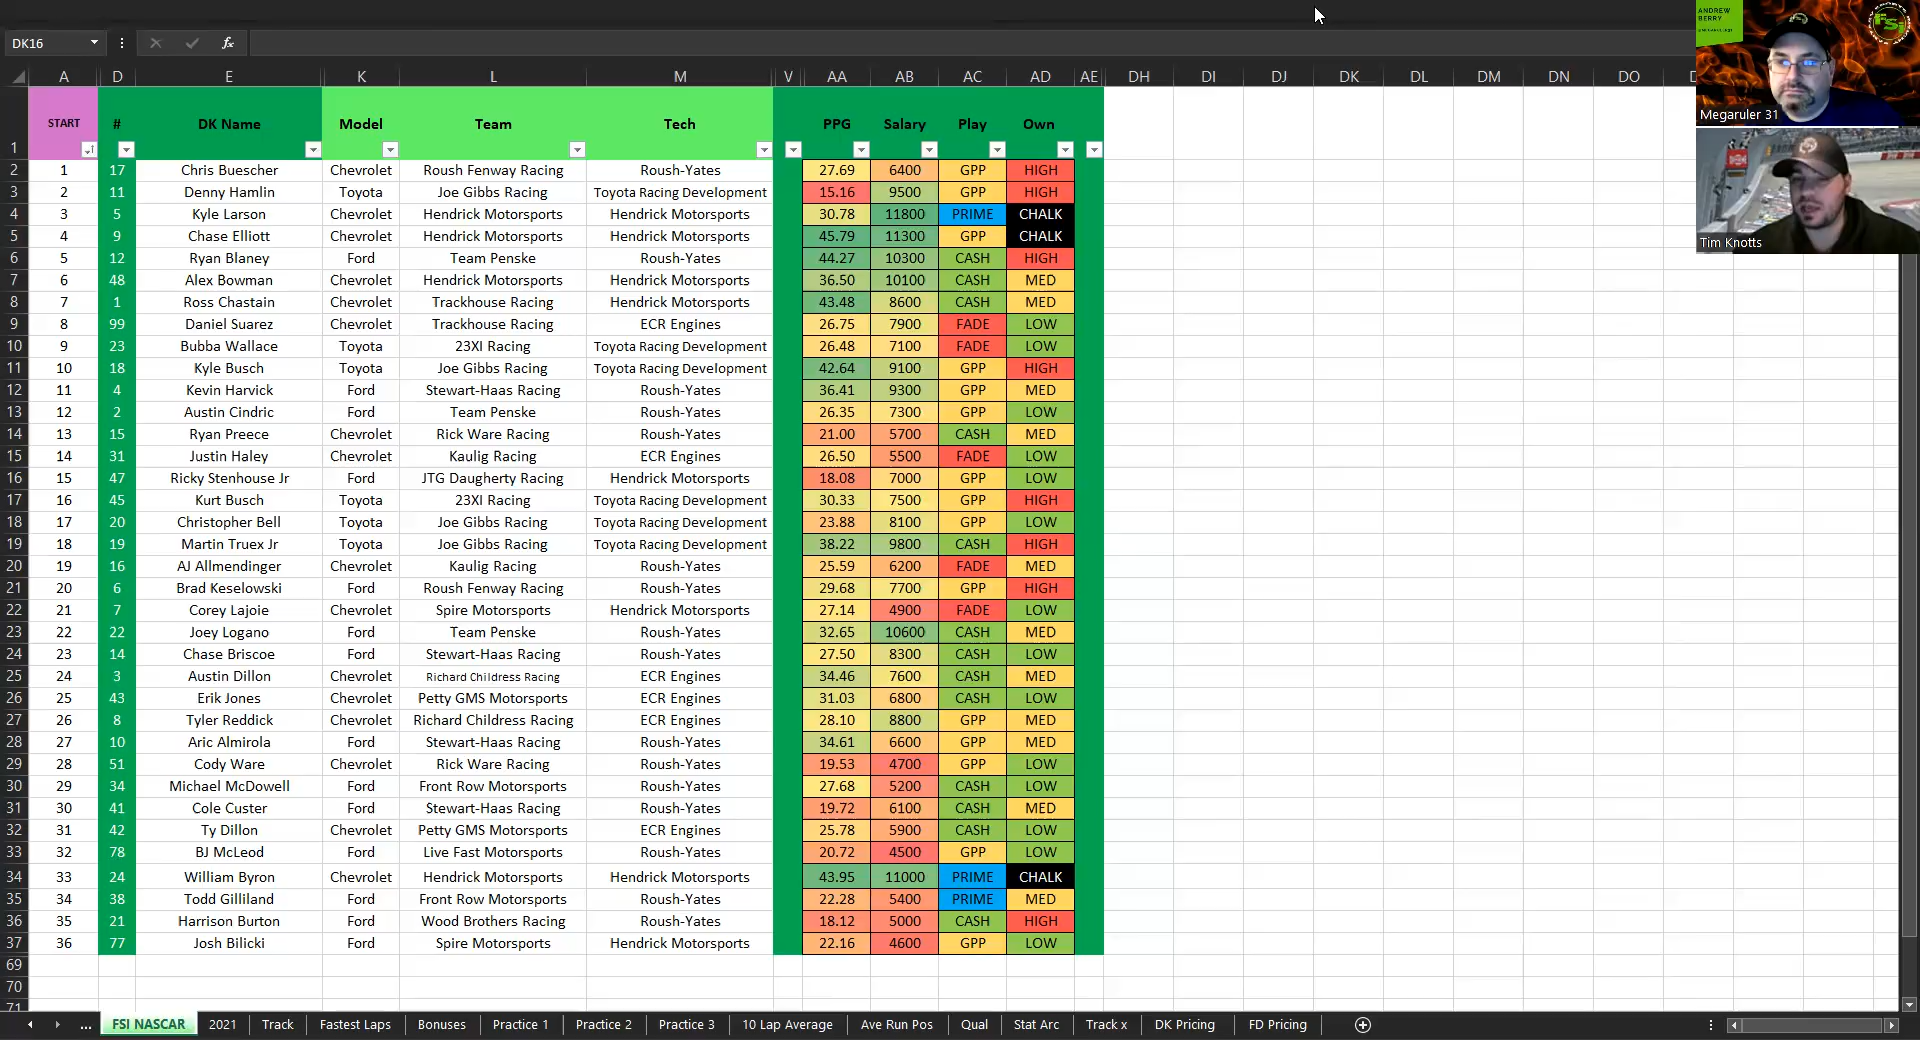 DK16
fx
A D E K L M V AA AB AC AD AE DH DI DJ DK DL DM DN DO
ANDREW BERRY
FSi
Megaruler 31
Tim Knotts
1 START # DK Name Model Team Tech PPG Salary Play Own
2 1 17 Chris Buescher Chevrolet Roush Fenway Racing Roush-Yates 27.69 6400 GPP HIGH
3 2 11 Denny Hamlin Toyota Joe Gibbs Racing Toyota Racing Development 15.16 9500 GPP HIGH
4 3 5 Kyle Larson Chevrolet Hendrick Motorsports Hendrick Motorsports 30.78 11800 PRIME CHALK
5 4 9 Chase Elliott Chevrolet Hendrick Motorsports Hendrick Motorsports 45.79 11300 GPP CHALK
6 5 12 Ryan Blaney Ford Team Penske Roush-Yates 44.27 10300 CASH HIGH
7 6 48 Alex Bowman Chevrolet Hendrick Motorsports Hendrick Motorsports 36.50 10100 CASH MED
8 7 1 Ross Chastain Chevrolet Trackhouse Racing Hendrick Motorsports 43.48 8600 CASH MED
9 8 99 Daniel Suarez Chevrolet Trackhouse Racing ECR Engines 26.75 7900 FADE LOW
10 9 23 Bubba Wallace Toyota 23XI Racing Toyota Racing Development 26.48 7100 FADE LOW
11 10 18 Kyle Busch Toyota Joe Gibbs Racing Toyota Racing Development 42.64 9100 GPP HIGH
12 11 4 Kevin Harvick Ford Stewart-Haas Racing Roush-Yates 36.41 9300 GPP MED
13 12 2 Austin Cindric Ford Team Penske Roush-Yates 26.35 7300 GPP LOW
14 13 15 Ryan Preece Chevrolet Rick Ware Racing Roush-Yates 21.00 5700 CASH MED
15 14 31 Justin Haley Chevrolet Kaulig Racing ECR Engines 26.50 5500 FADE LOW
16 15 47 Ricky Stenhouse Jr Ford JTG Daugherty Racing Hendrick Motorsports 18.08 7000 GPP LOW
17 16 45 Kurt Busch Toyota 23XI Racing Toyota Racing Development 30.33 7500 GPP HIGH
18 17 20 Christopher Bell Toyota Joe Gibbs Racing Toyota Racing Development 23.88 8100 GPP LOW
19 18 19 Martin Truex Jr Toyota Joe Gibbs Racing Toyota Racing Development 38.22 9800 CASH HIGH
20 19 16 AJ Allmendinger Chevrolet Kaulig Racing Roush-Yates 25.59 6200 FADE MED
21 20 6 Brad Keselowski Ford Roush Fenway Racing Roush-Yates 29.68 7700 GPP HIGH
22 21 7 Corey Lajoie Chevrolet Spire Motorsports Hendrick Motorsports 27.14 4900 FADE LOW
23 22 22 Joey Logano Ford Team Penske Roush-Yates 32.65 10600 CASH MED
24 23 14 Chase Briscoe Ford Stewart-Haas Racing Roush-Yates 27.50 8300 CASH LOW
25 24 3 Austin Dillon Chevrolet Richard Childress Racing ECR Engines 34.46 7600 CASH MED
26 25 43 Erik Jones Chevrolet Petty GMS Motorsports ECR Engines 31.03 6800 CASH LOW
27 26 8 Tyler Reddick Chevrolet Richard Childress Racing ECR Engines 28.10 8800 GPP MED
28 27 10 Aric Almirola Ford Stewart-Haas Racing Roush-Yates 34.61 6600 GPP MED
29 28 51 Cody Ware Chevrolet Rick Ware Racing Roush-Yates 19.53 4700 GPP LOW
30 29 34 Michael McDowell Ford Front Row Motorsports Roush-Yates 27.68 5200 CASH LOW
31 30 41 Cole Custer Ford Stewart-Haas Racing Roush-Yates 19.72 6100 CASH MED
32 31 42 Ty Dillon Chevrolet Petty GMS Motorsports ECR Engines 25.78 5900 CASH LOW
33 32 78 BJ McLeod Ford Live Fast Motorsports Roush-Yates 20.72 4500 GPP LOW
34 33 24 William Byron Chevrolet Hendrick Motorsports Hendrick Motorsports 43.95 11000 PRIME CHALK
35 34 38 Todd Gilliland Ford Front Row Motorsports Roush-Yates 22.28 5400 PRIME MED
36 35 21 Harrison Burton Ford Wood Brothers Racing Roush-Yates 18.12 5000 CASH HIGH
37 36 77 Josh Bilicki Ford Spire Motorsports Hendrick Motorsports 22.16 4600 GPP LOW
69
70
71
... FSI NASCAR 2021 Track Fastest Laps Bonuses Practice 1 Practice 2 Practice 3 10 Lap Average Ave Run Pos Qual Stat Arc Track x DK Pricing FD Pricing